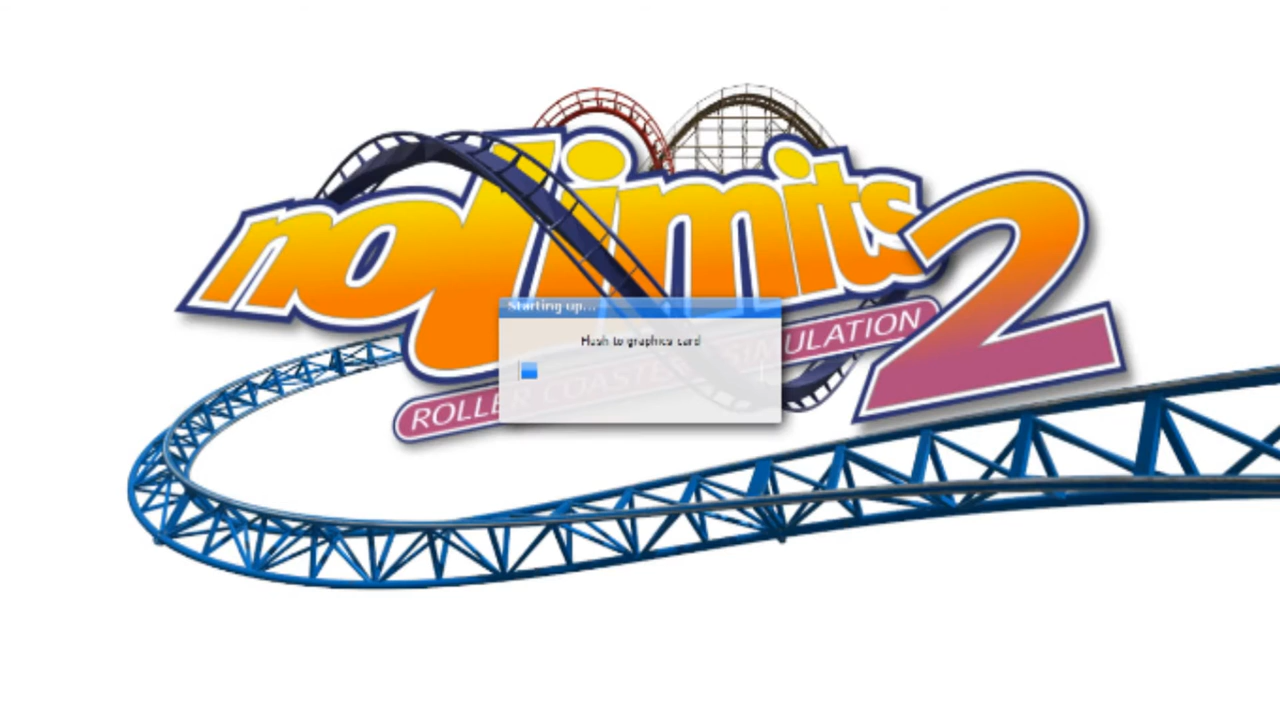 nolimits 2
Starting up...
Flush to graphics card
ROLLER COASTER SIMULATION